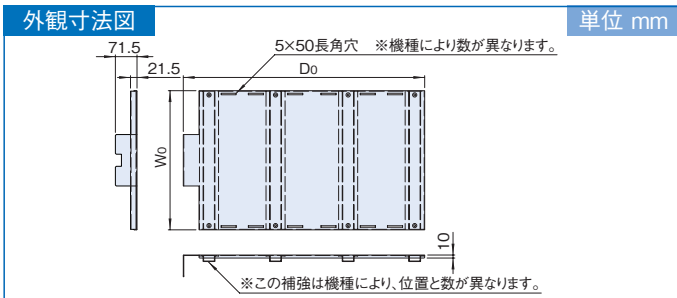 外観寸法図
単位 mm
71.5
21.5
5×50長角穴 ※機種により数が異なります。
D0
W0
10
※この補強は機種により、位置と数が異なります。